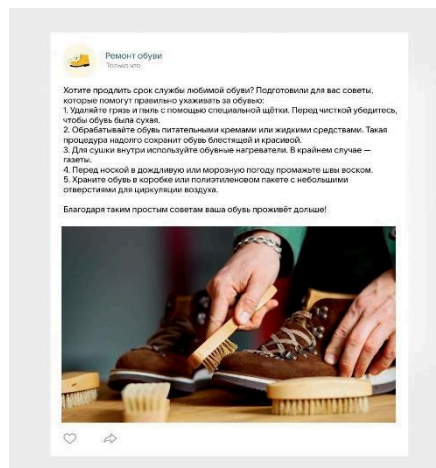 Ремонт обуви
Только что
Хотите продлить срок службы любимой обуви? Подготовили для вас советы,
которые помогут правильно ухаживать за обувью:
1. Удаляйте грязь и пыль с помощью специальной щётки. Перед чисткой убедитесь,
чтобы обувь была сухая.
2. Обрабатывайте обувь питательными кремами или жидкими средствами. Такая
процедура надолго сохранит обувь блестящей и красивой.
3. Для сушки внутри используйте обувные нагреватели. В крайнем случае —
газеты.
4. Перед ноской в дождливую или морозную погоду промажьте швы воском.
5. Храните обувь в коробке или полиэтиленовом пакете с небольшими
отверстиями для циркуляции воздуха.
Благодаря таким простым советам ваша обувь проживёт дольше!